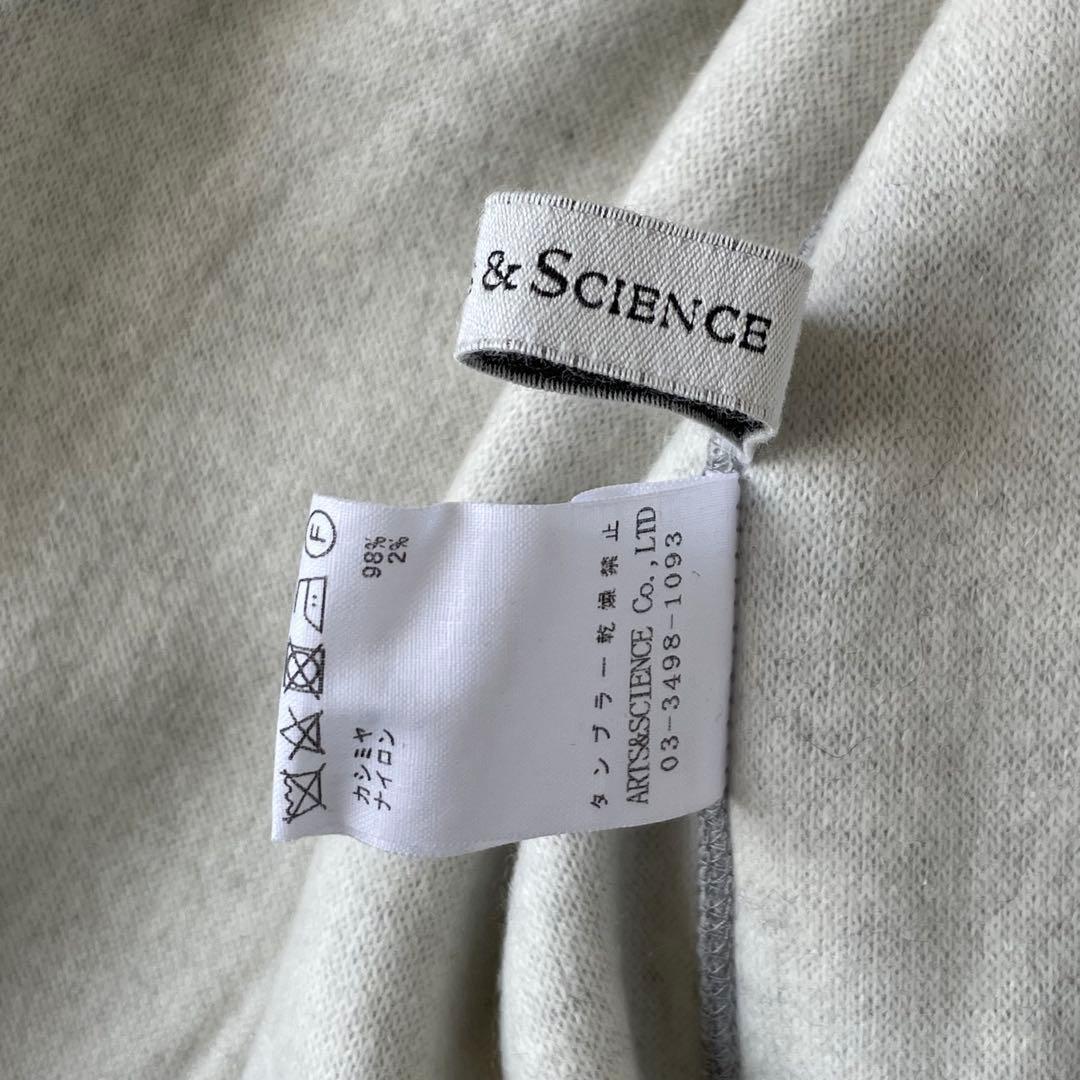 & SCIENCE
F
カシミヤ 98%
ナイロン 2%
タンブラー乾燥禁止
ARTS&SCIENCE Co.,LTD
03-3498-1093